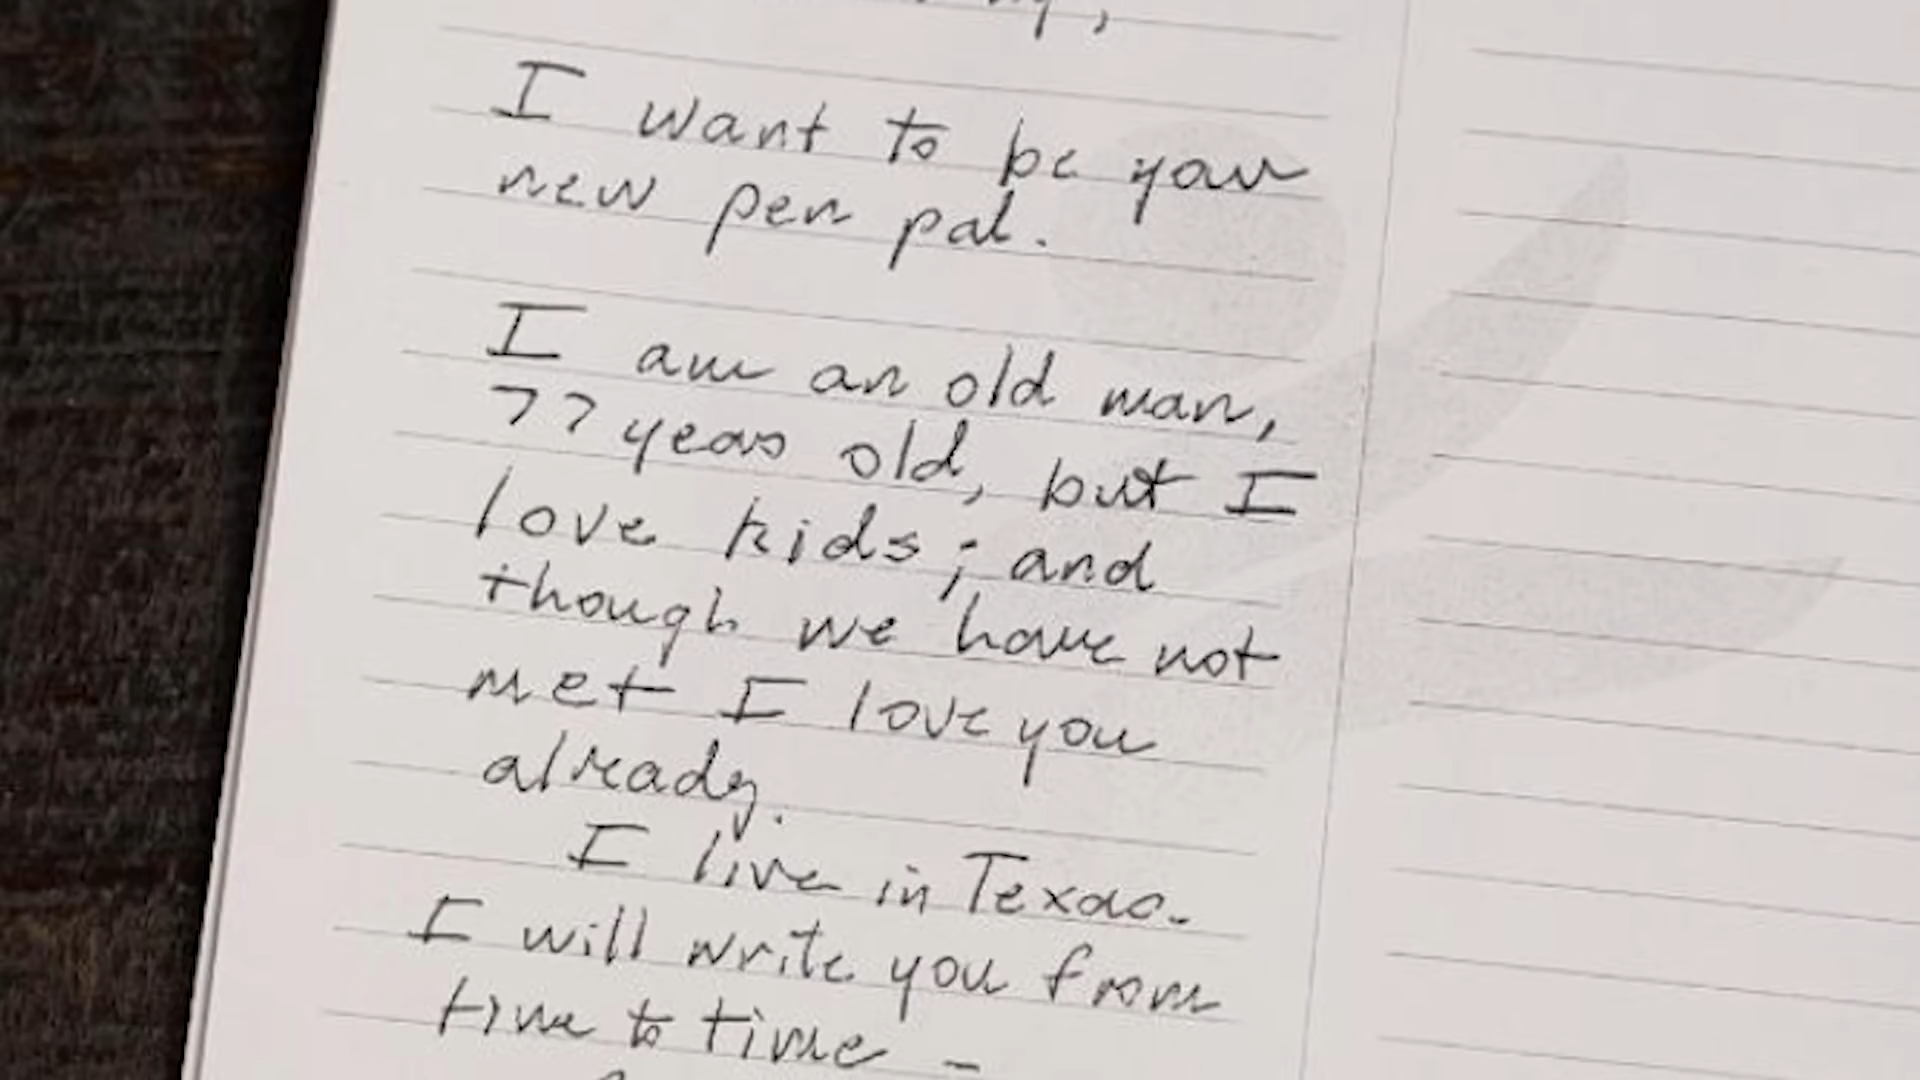 I want to be your
new pen pal.
I am an old man,
77 years old, but I
love kids; and
though we have not
met I love you
already.
I live in Texas.
I will write you from
time to time -